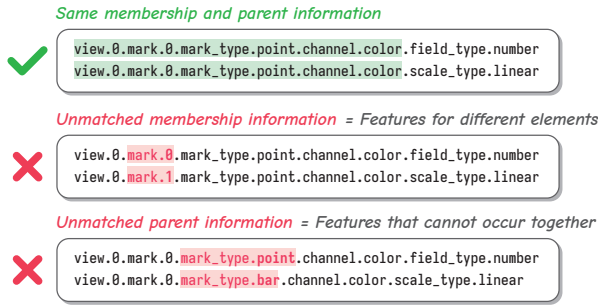 Same membership and parent information
view.0.mark.0.mark_type.point.channel.color.field_type.number
view.0.mark.0.mark_type.point.channel.color.scale_type.linear
Unmatched membership information = Features for different elements
view.0.mark.0.mark_type.point.channel.color.field_type.number
view.0.mark.1.mark_type.point.channel.color.scale_type.linear
Unmatched parent information = Features that cannot occur together
view.0.mark.0.mark_type.point.channel.color.field_type.number
view.0.mark.0.mark_type.bar.channel.color.scale_type.linear